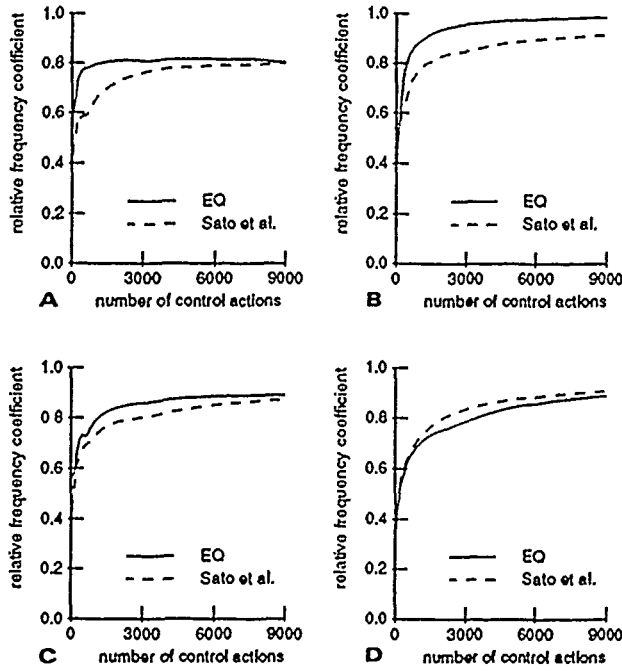 relative frequency coefficient
1.0
0.8
0.6
0.4
0.2
0.0
EQ
Sato et al.
0 3000 6000 9000
A number of control actions
relative frequency coefficient
1.0
0.8
0.6
0.4
0.2
0.0
EQ
Sato et al.
0 3000 6000 9000
B number of control actions
relative frequency coefficient
1.0
0.8
0.6
0.4
0.2
0.0
EQ
Sato et al.
0 3000 6000 9000
C number of control actions
relative frequency coefficient
1.0
0.8
0.6
0.4
0.2
0.0
EQ
Sato et al.
0 3000 6000 9000
D number of control actions